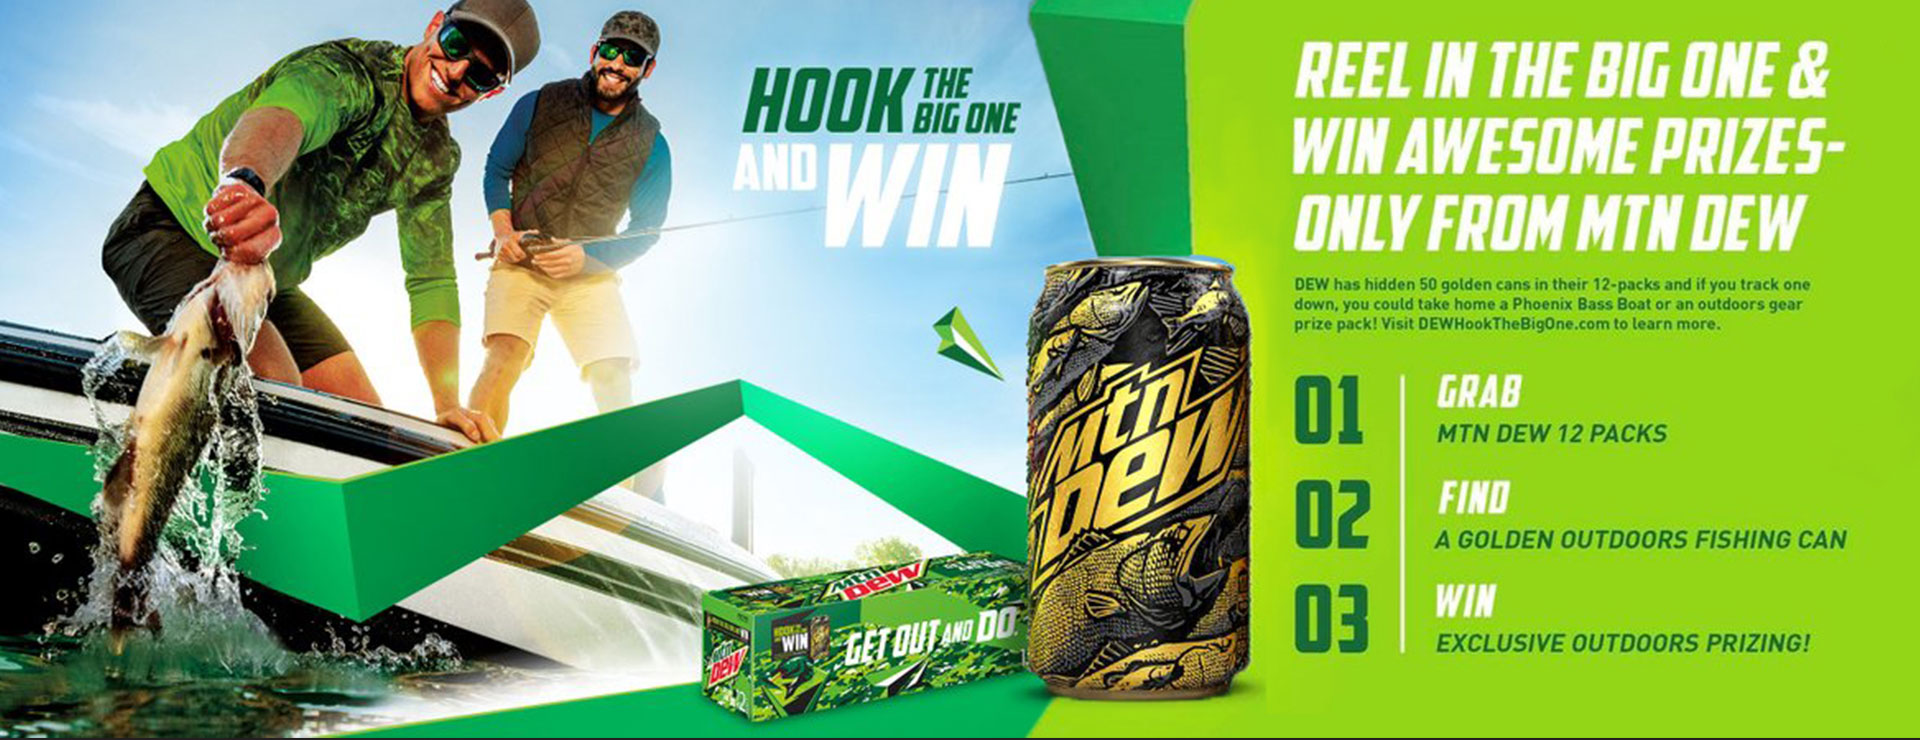 HOOK THE
BIG ONE
AND WIN
REEL IN THE BIG ONE &
WIN AWESOME PRIZES-
ONLY FROM MTN DEW
DEW has hidden 50 golden cans in their 12-packs and if you track one
down, you could take home a Phoenix Bass Boat or an outdoors gear
prize pack! Visit DEWHookTheBigOne.com to learn more.
01
GRAB
MTN DEW 12 PACKS
02
FIND
A GOLDEN OUTDOORS FISHING CAN
03
WIN
EXCLUSIVE OUTDOORS PRIZING!
mtn
DEW
mtn
DEW
WIN
GET OUT AND DO
mtn
DEW
12